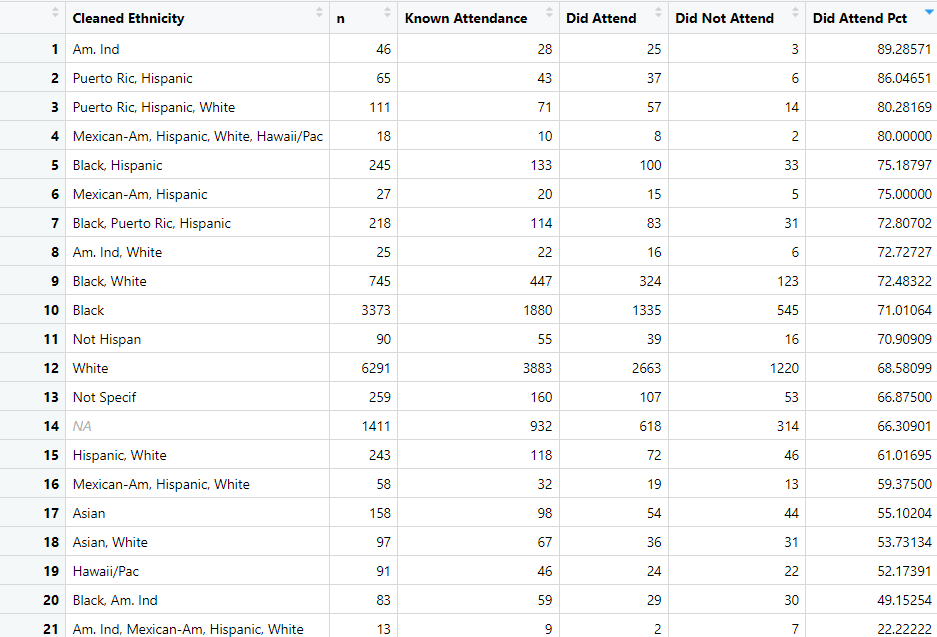 Cleaned Ethnicity n Known Attendance Did Attend Did Not Attend Did Attend Pct
1 Am. Ind 46 28 25 3 89.28571
2 Puerto Ric, Hispanic 65 43 37 6 86.04651
3 Puerto Ric, Hispanic, White 111 71 57 14 80.28169
4 Mexican-Am, Hispanic, White, Hawaii/Pac 18 10 8 2 80.00000
5 Black, Hispanic 245 133 100 33 75.18797
6 Mexican-Am, Hispanic 27 20 15 5 75.00000
7 Black, Puerto Ric, Hispanic 218 114 83 31 72.80702
8 Am. Ind, White 25 22 16 6 72.72727
9 Black, White 745 447 324 123 72.48322
10 Black 3373 1880 1335 545 71.01064
11 Not Hispan 90 55 39 16 70.90909
12 White 6291 3883 2663 1220 68.58099
13 Not Specif 259 160 107 53 66.87500
14 NA 1411 932 618 314 66.30901
15 Hispanic, White 243 118 72 46 61.01695
16 Mexican-Am, Hispanic, White 58 32 19 13 59.37500
17 Asian 158 98 54 44 55.10204
18 Asian, White 97 67 36 31 53.73134
19 Hawaii/Pac 91 46 24 22 52.17391
20 Black, Am. Ind 83 59 29 30 49.15254
21 Am. Ind, Mexican-Am, Hispanic, White 13 9 2 7 22.22222